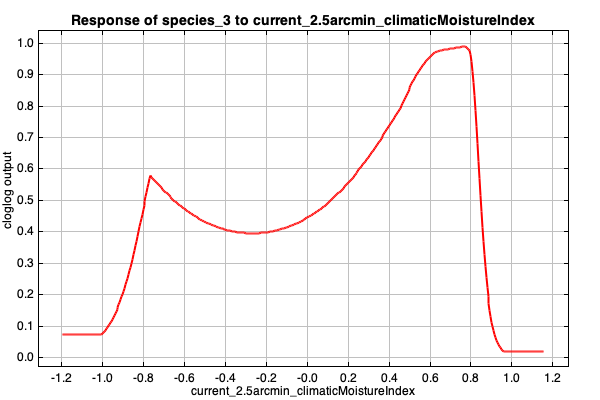 Response of species_3 to current_2.5arcmin_climaticMoistureIndex
1.0
0.9
0.8
0.7
0.6
0.5
0.4
0.3
0.2
0.1
0.0
cloglog output
-1.2 -1.0 -0.8 -0.6 -0.4 -0.2 -0.0 0.2 0.4 0.6 0.8 1.0 1.2
current_2.5arcmin_climaticMoistureIndex